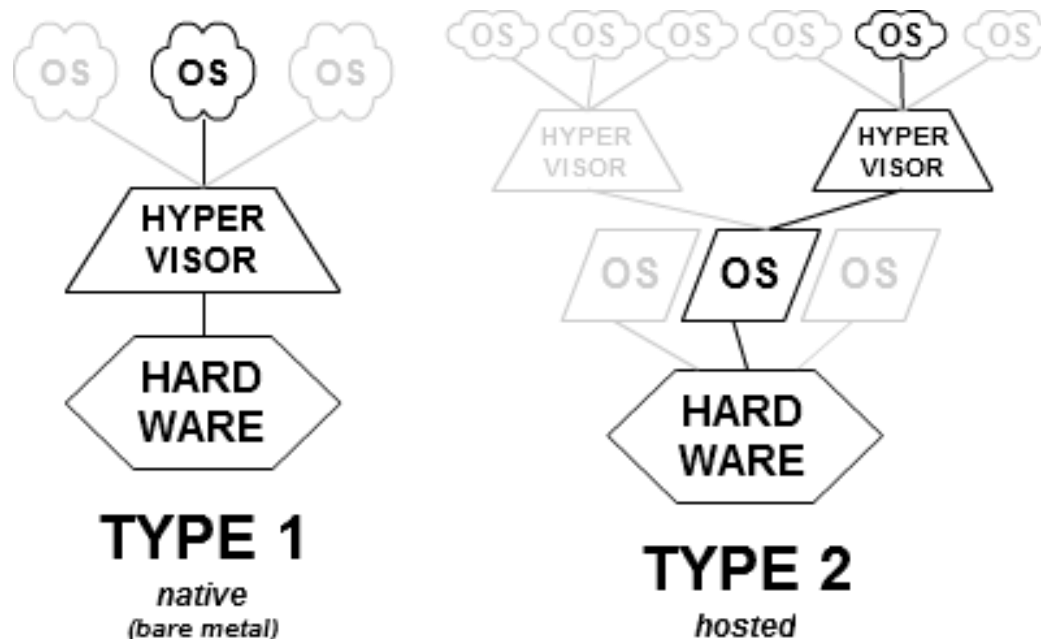 OS OS OS
HYPER
VISOR
HARD
WARE
TYPE 1
native
(bare metal)
OS OS OS OS OS OS
HYPER
VISOR
HYPER
VISOR
OS OS OS
HARD
WARE
TYPE 2
hosted